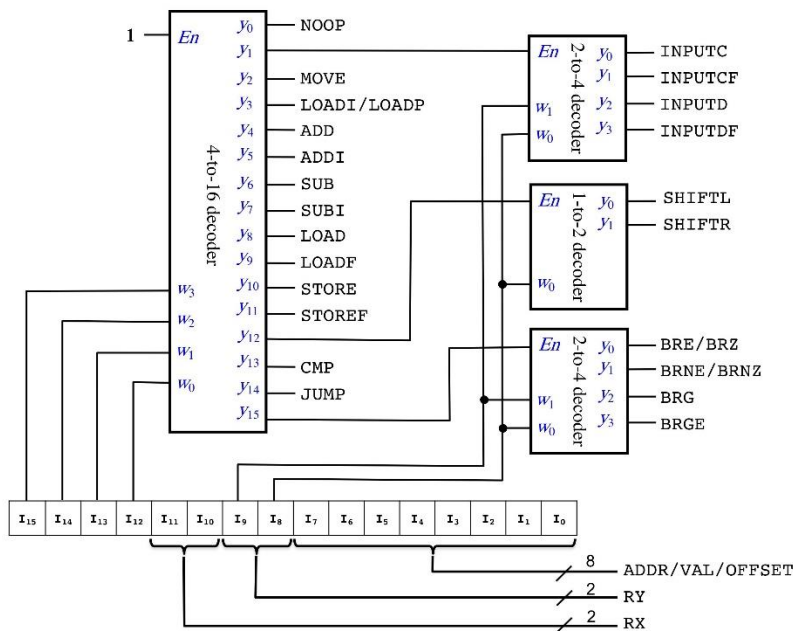 1
En
4-to-16 decoder
w₃
w₂
w₁
w₀
y₀ NOOP
y₁
y₂ MOVE
y₃ LOADI/LOADP
y₄ ADD
y₅ ADDI
y₆ SUB
y₇ SUBI
y₈ LOAD
y₉ LOADF
y₁₀ STORE
y₁₁ STOREF
y₁₂
y₁₃ CMP
y₁₄ JUMP
y₁₅
En
w₁
w₀
2-to-4 decoder
y₀ INPUTC
y₁ INPUTCF
y₂ INPUTD
y₃ INPUTDF
En
w₀
1-to-2 decoder
y₀ SHIFTL
y₁ SHIFTR
En
w₁
w₀
2-to-4 decoder
y₀ BRE/BRZ
y₁ BRNE/BRNZ
y₂ BRG
y₃ BRGE
I₁₅ I₁₄ I₁₃ I₁₂ I₁₁ I₁₀ I₉ I₈ I₇ I₆ I₅ I₄ I₃ I₂ I₁ I₀
8 ADDR/VAL/OFFSET
2 RY
2 RX